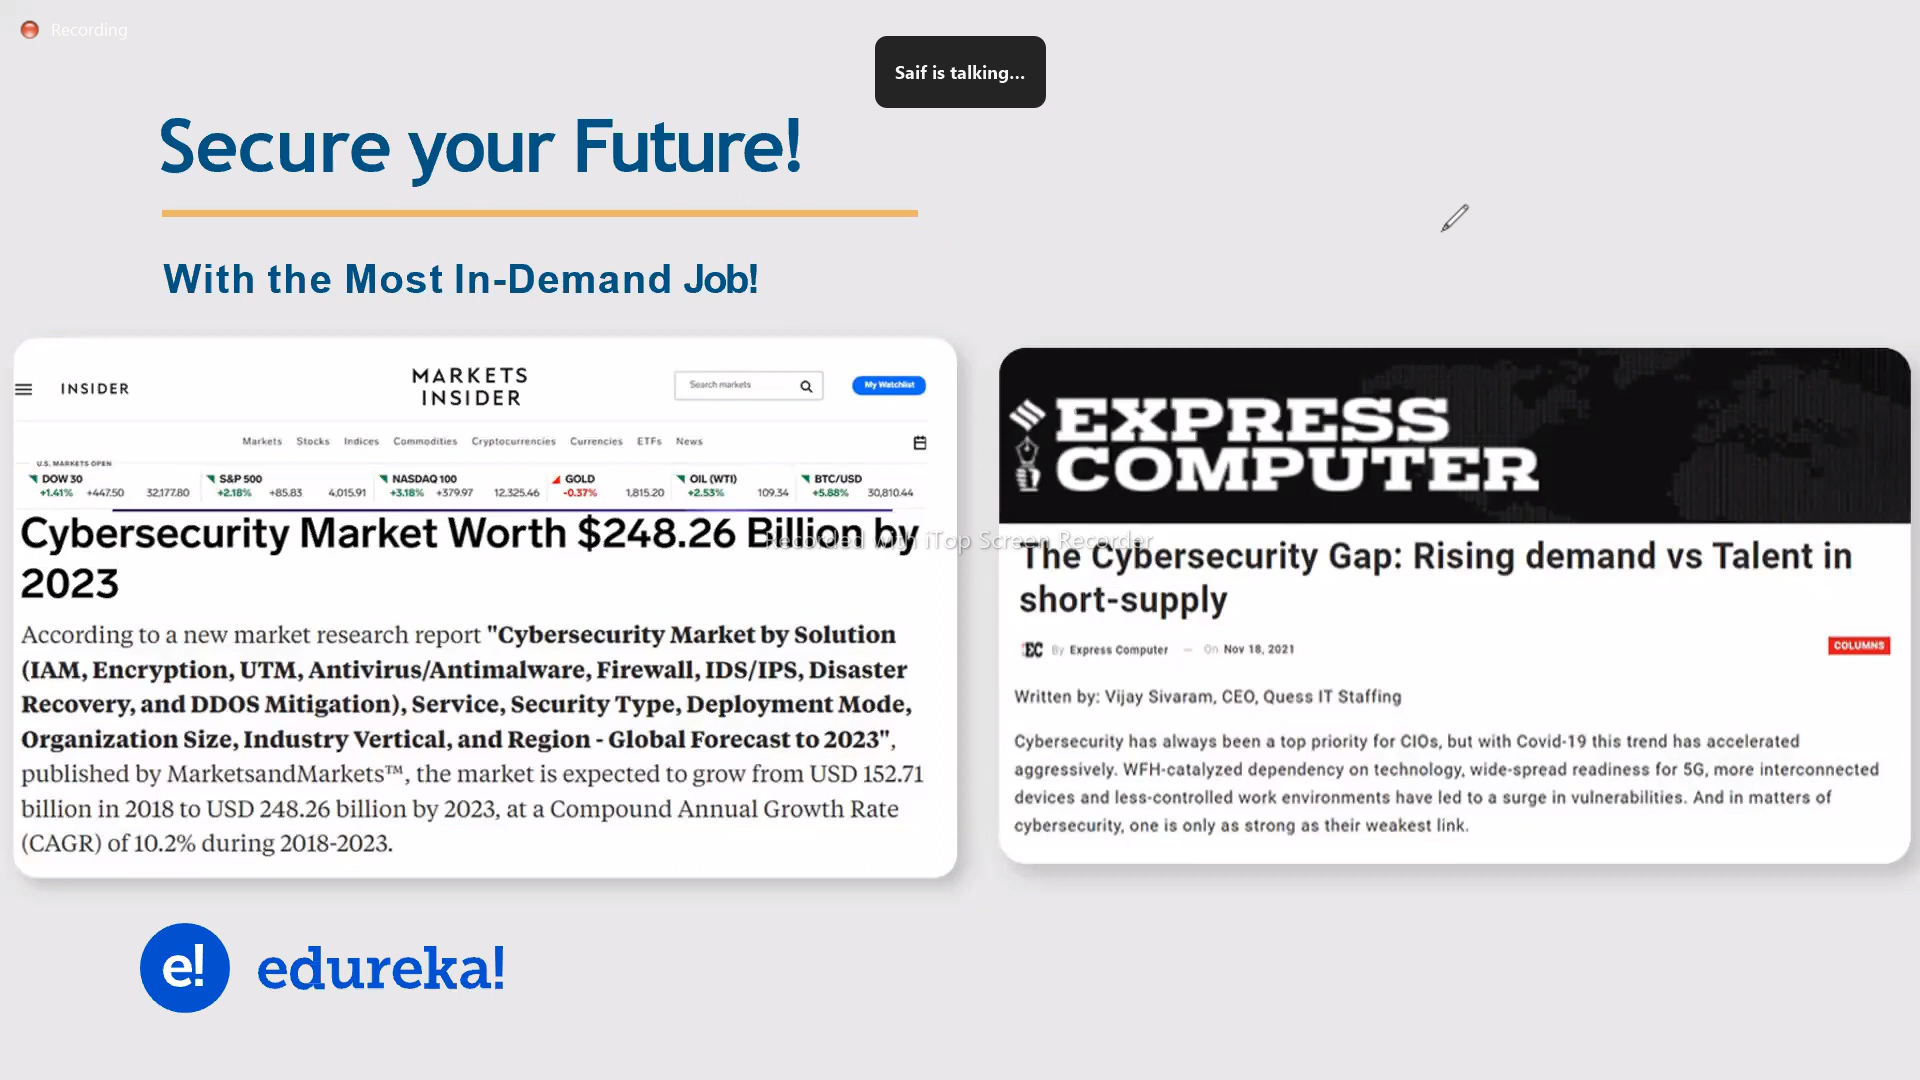 Recording
Saif is talking...
Secure your Future!
With the Most In-Demand Job!
INSIDER
MARKETS
INSIDER
Search markets
My Watchlist
Markets Stocks Indices Commodities Cryptocurrencies Currencies ETFs News
U.S. MARKETS OPEN
DOW 30 S&P 500 NASDAQ 100 GOLD OIL (WTI) BTC/USD
+1.41% +447.50 32,177.80 +2.18% +85.83 4,015.91 +3.18% +379.97 12,325.46 -0.37% 1,815.20 +2.53% 109.34 +5.88% 30,810.44
Cybersecurity Market Worth $248.26 Billion by
2023
According to a new market research report "Cybersecurity Market by Solution
(IAM, Encryption, UTM, Antivirus/Antimalware, Firewall, IDS/IPS, Disaster
Recovery, and DDOS Mitigation), Service, Security Type, Deployment Mode,
Organization Size, Industry Vertical, and Region - Global Forecast to 2023",
published by MarketsandMarkets™, the market is expected to grow from USD 152.71
billion in 2018 to USD 248.26 billion by 2023, at a Compound Annual Growth Rate
(CAGR) of 10.2% during 2018-2023.
Recorded with iTop Screen Recorder
EXPRESS
COMPUTER
The Cybersecurity Gap: Rising demand vs Talent in
short-supply
EC By Express Computer — On Nov 18, 2021
COLUMNS
Written by: Vijay Sivaram, CEO, Quess IT Staffing
Cybersecurity has always been a top priority for CIOs, but with Covid-19 this trend has accelerated
aggressively. WFH-catalyzed dependency on technology, wide-spread readiness for 5G, more interconnected
devices and less-controlled work environments have led to a surge in vulnerabilities. And in matters of
cybersecurity, one is only as strong as their weakest link.
e! edureka!